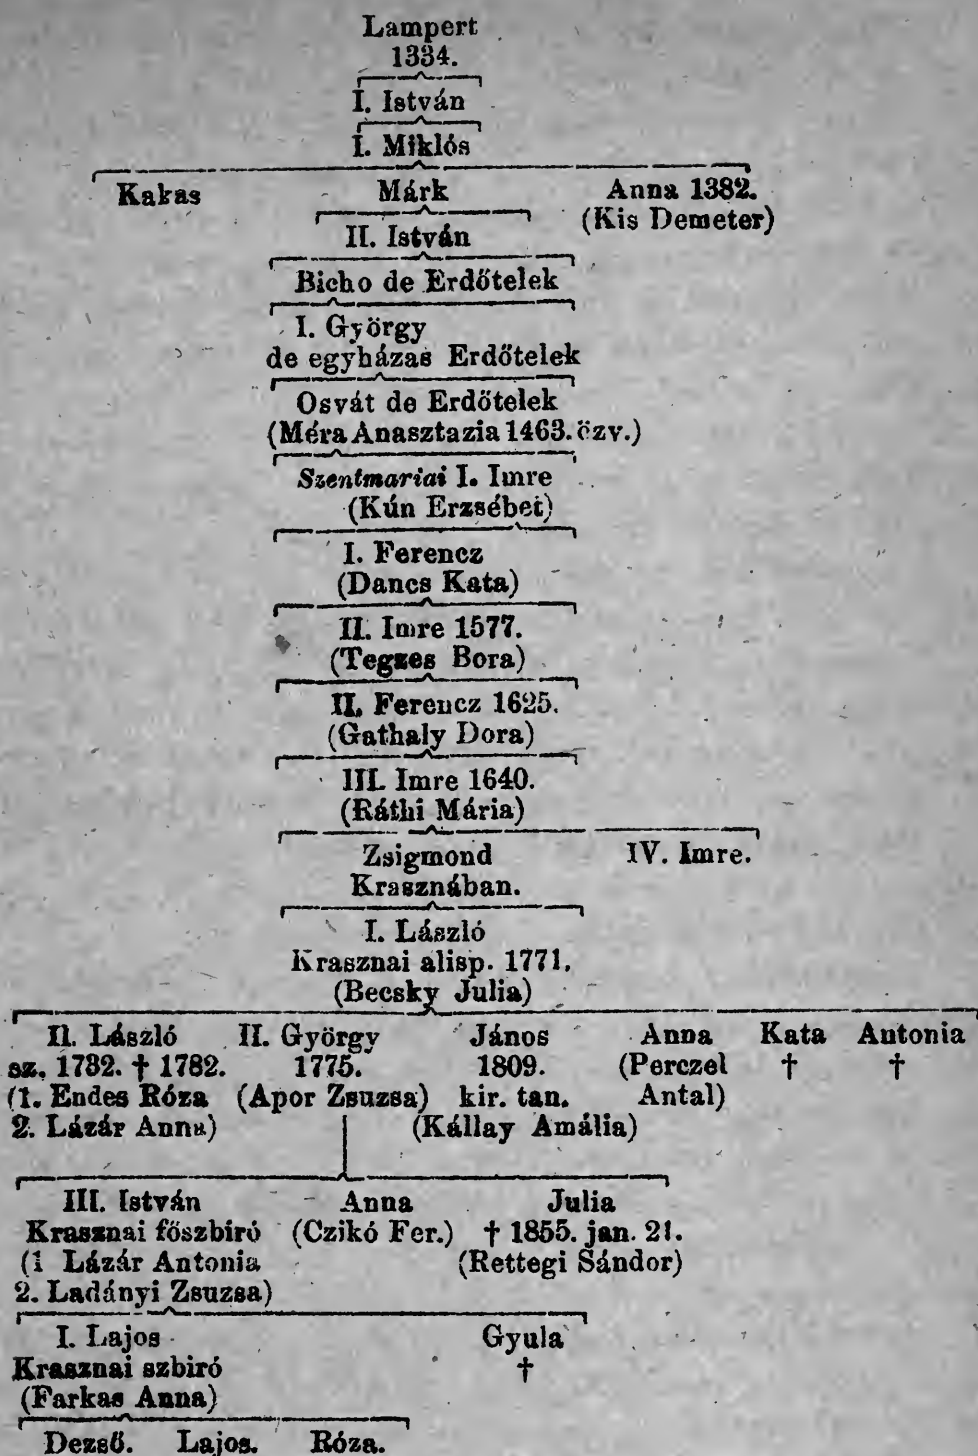 Lampert
1334.
I. István
I. Miklós
Kakas Márk Anna 1382.
(Kis Demeter)
II. István
Bicho de Erdőtelek
I. György
de egyházas Erdőtelek
Osvát de Erdőtelek
(Méra Anasztazia 1463. özv.)
Szentmariai I. Imre
(Kún Erzsébet)
I. Ferencz
(Dancs Kata)
II. Imre 1577.
(Tegzes Bora)
II. Ferencz 1625.
(Gathaly Dora)
III. Imre 1640.
(Ráthi Mária)
Zsigmond IV. Imre.
Krasznában.
I. László
Krasznai alisp. 1771.
(Becsky Julia)
II. László II. György János Anna Kata Antonia
sz. 1732. † 1782. 1775. 1809. (Perczel † †
(1. Endes Róza (Apor Zsuzsa) kir. tan. Antal)
2. Lázár Anna) (Kállay Amália)
III. István Anna Julia
Krasznai főszbíró (Czikó Fer.) † 1855. jan. 21.
(1 Lázár Antonia (Rettegi Sándor)
2. Ladányi Zsuzsa)
I. Lajos Gyula
Krasznai szbiró †
(Farkas Anna)
Dezső. Lajos. Róza.